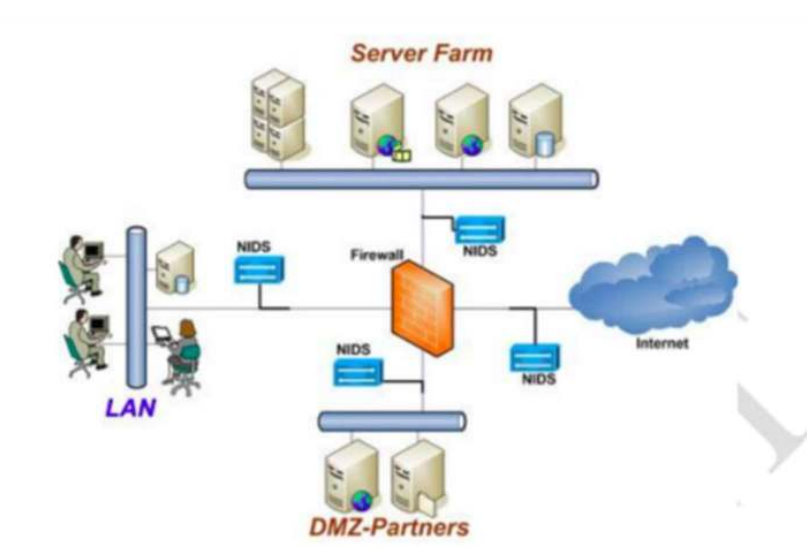 Server Farm
NIDS
NIDS
Firewall
Internet
NIDS
NIDS
LAN
DMZ-Partners